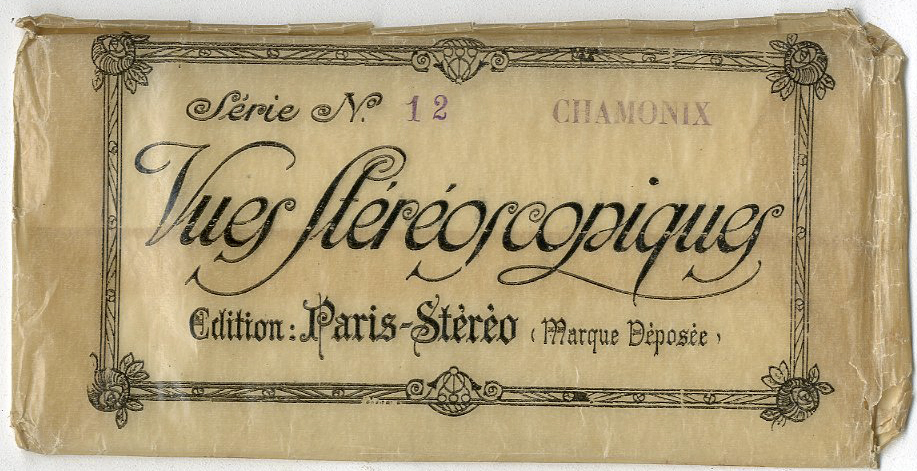 Série N. 12 CHAMONIX
Vues Stéréoscopiques
Edition: Paris-Stéréo (Marque Déposée)